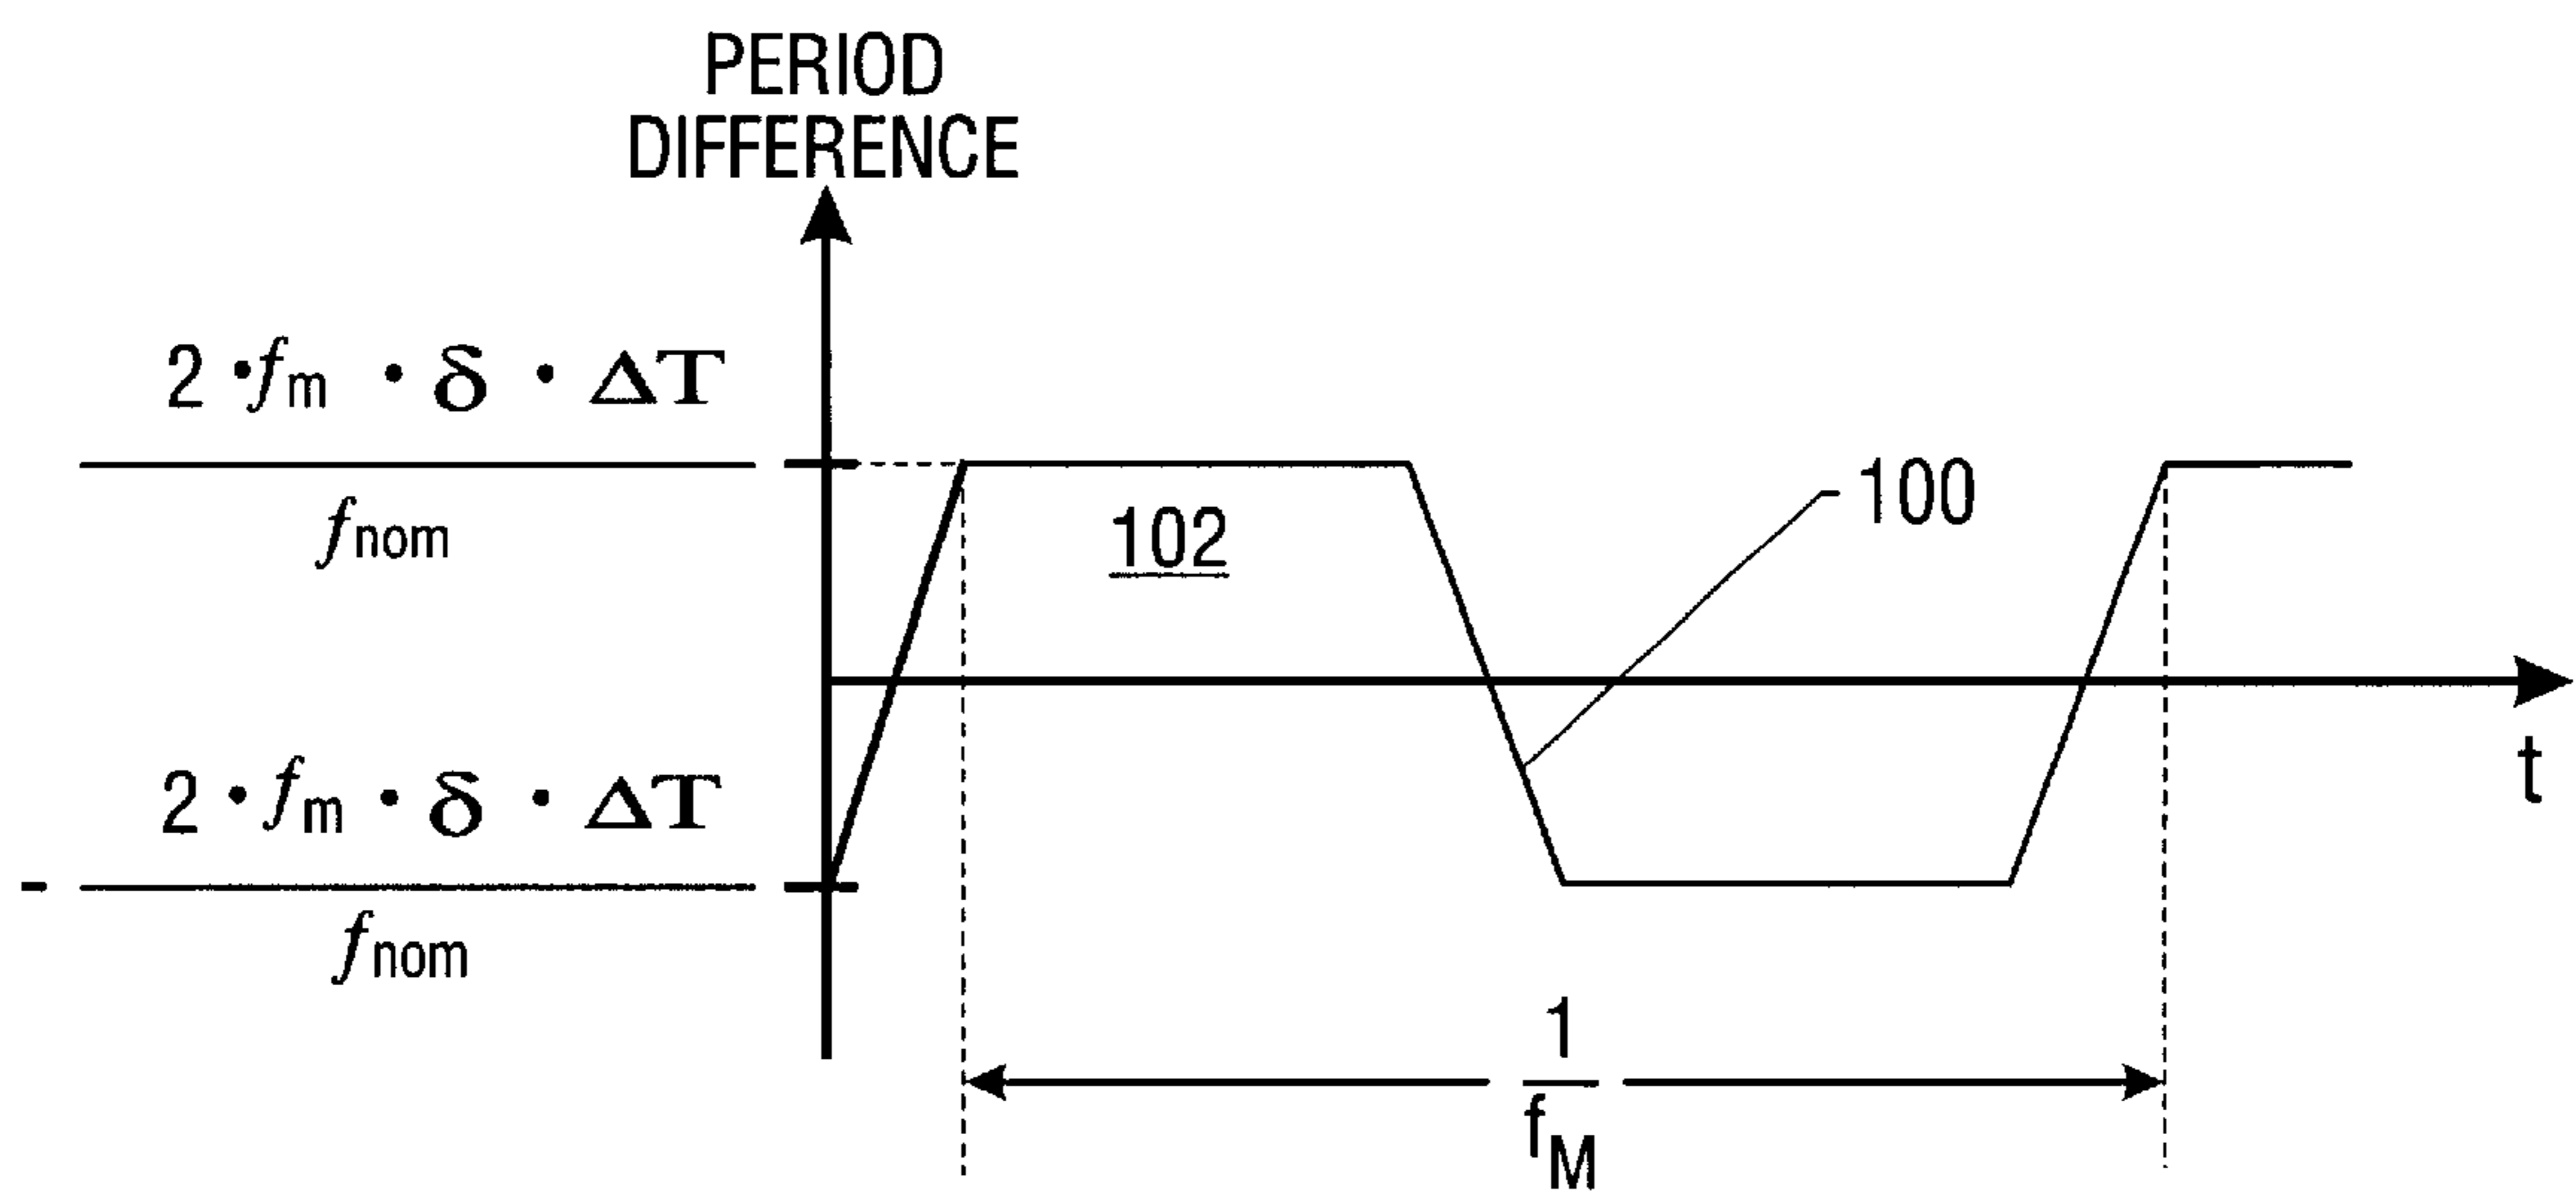 PERIOD
DIFFERENCE
2 · fm · δ · ΔT
fnom
102
100
- 2 · fm · δ · ΔT
fnom
t
1
fM